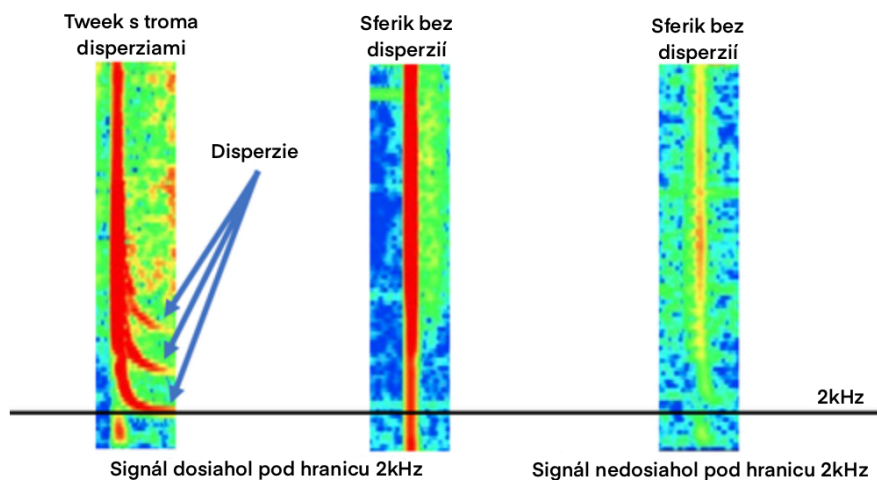 Tweek s troma
disperziami
Sferik bez
disperzií
Sferik bez
disperzií
Disperzie
2kHz
Signál dosiahol pod hranicu 2kHz
Signál nedosiahol pod hranicu 2kHz